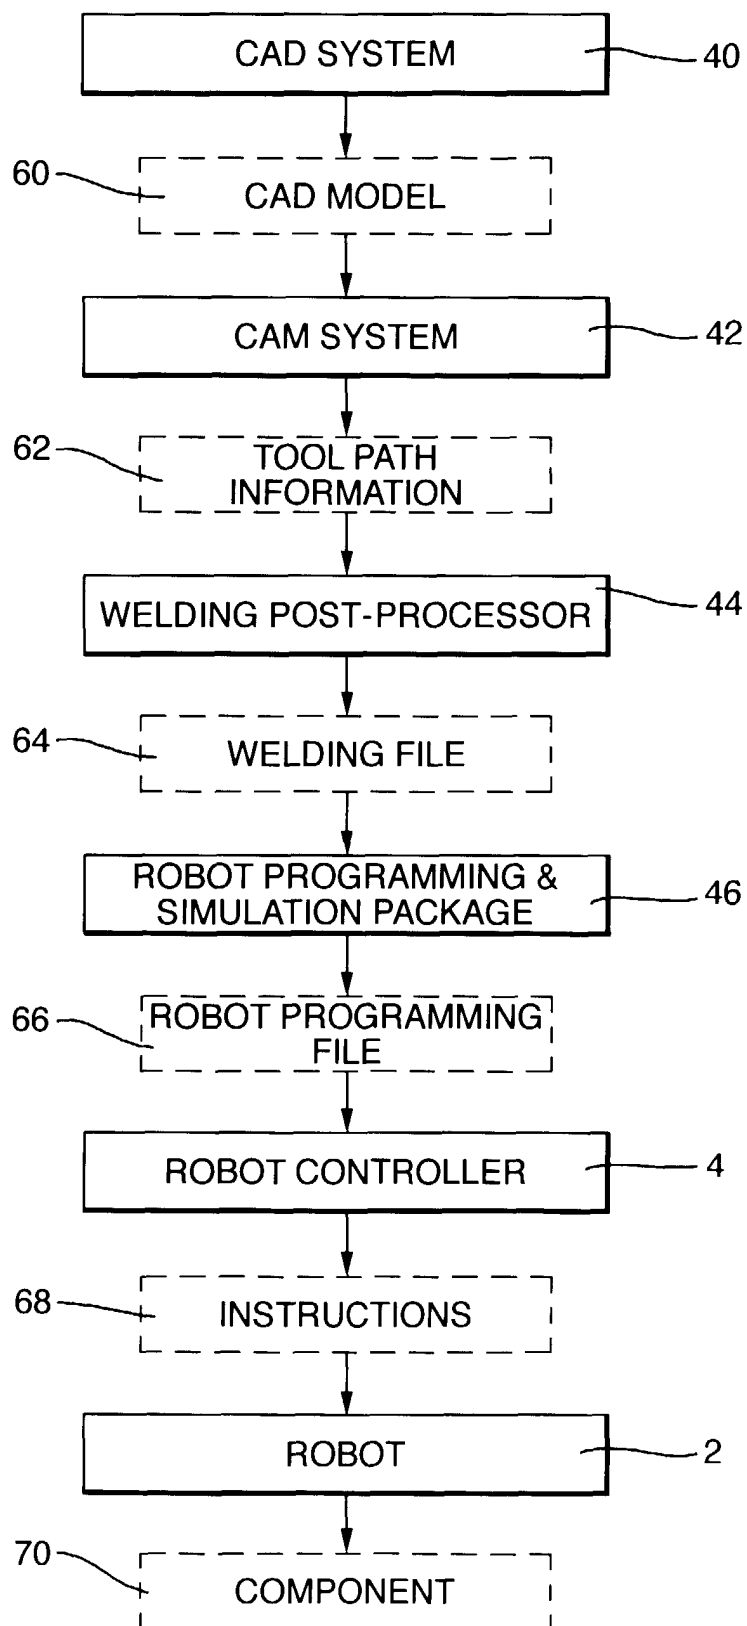 CAD SYSTEM
40
60
CAD MODEL
CAM SYSTEM
42
62
TOOL PATH
INFORMATION
WELDING POST-PROCESSOR
44
64
WELDING FILE
ROBOT PROGRAMMING &
SIMULATION PACKAGE
46
66
ROBOT PROGRAMMING
FILE
ROBOT CONTROLLER
4
68
INSTRUCTIONS
ROBOT
2
70
COMPONENT